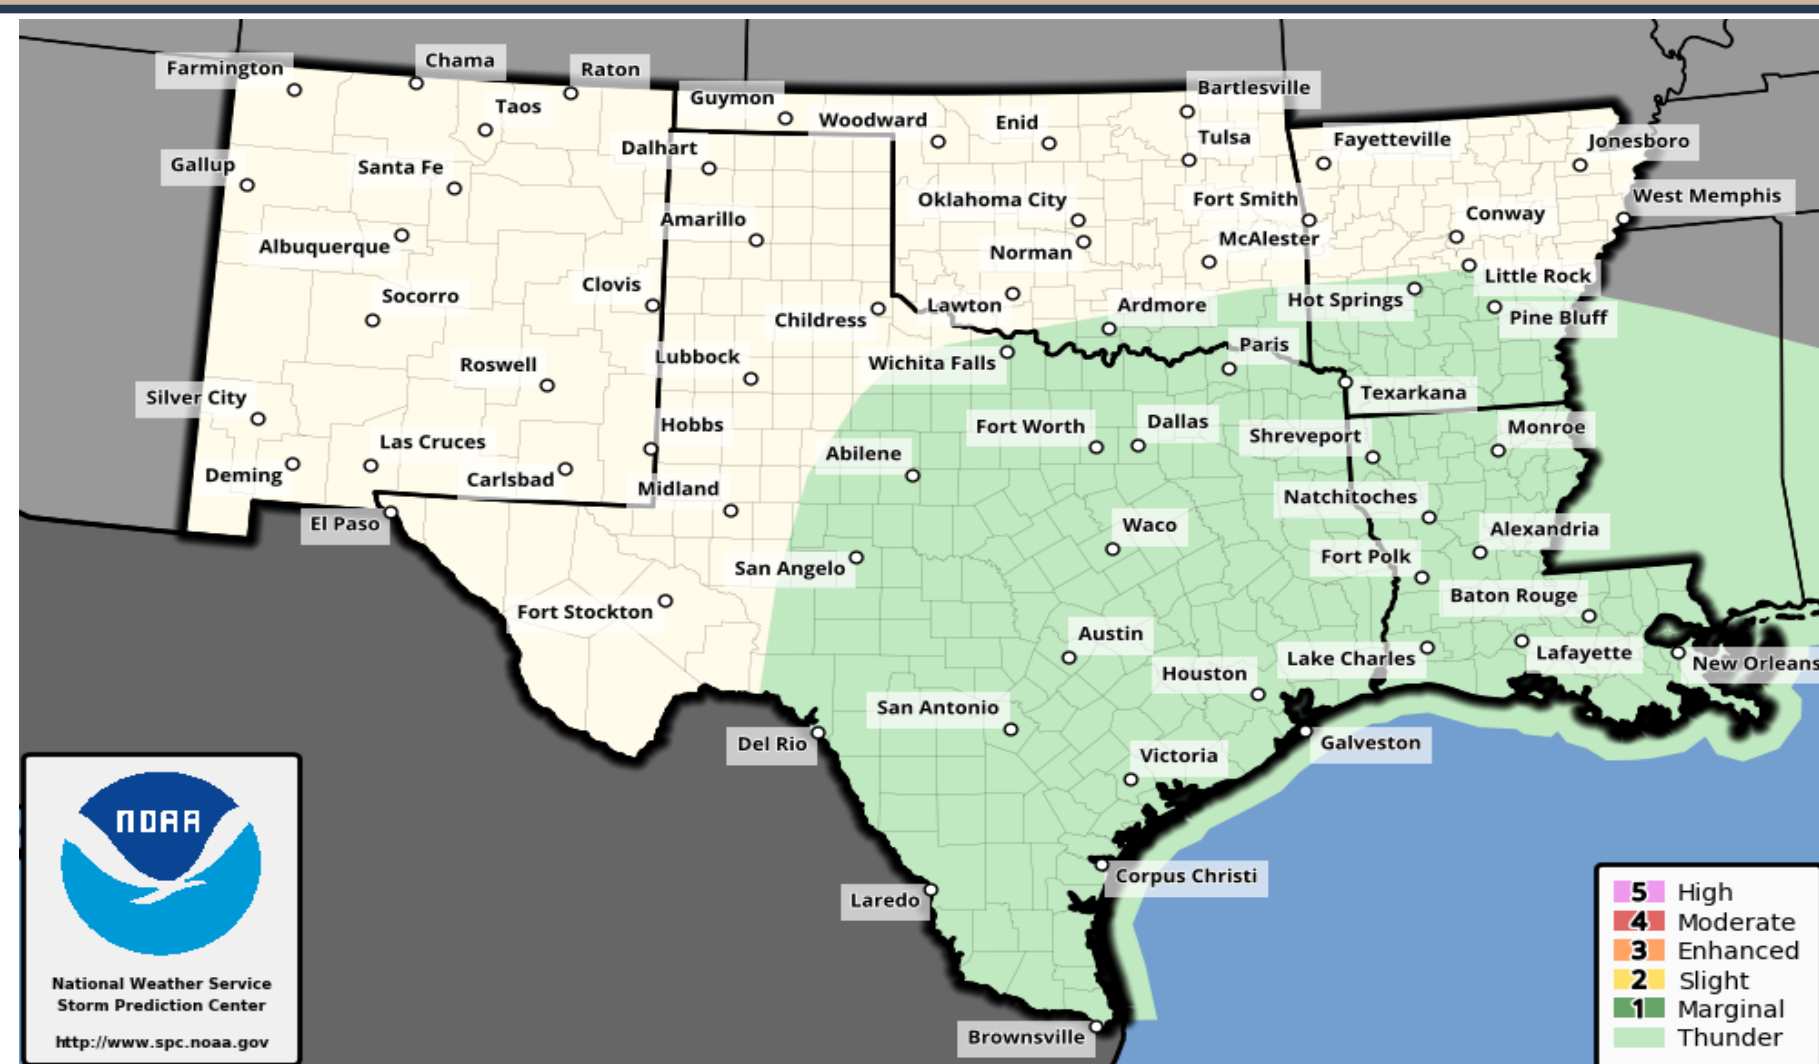 Farmington
Chama
Raton
Guymon
Bartlesville
Taos
Woodward
Enid
Tulsa
Fayetteville
Jonesboro
Dalhart
Gallup
Santa Fe
Oklahoma City
Fort Smith
West Memphis
Amarillo
Conway
Albuquerque
Norman
McAlester
Little Rock
Socorro
Clovis
Lawton
Ardmore
Hot Springs
Childress
Pine Bluff
Roswell
Lubbock
Wichita Falls
Paris
Silver City
Texarkana
Las Cruces
Hobbs
Fort Worth
Dallas
Shreveport
Monroe
Abilene
Deming
Carlsbad
Midland
Natchitoches
El Paso
Waco
Alexandria
San Angelo
Fort Polk
Fort Stockton
Baton Rouge
Austin
Lake Charles
Lafayette
New Orleans
Houston
San Antonio
Del Rio
Galveston
Victoria
Corpus Christi
Laredo
Brownsville
NOAA
National Weather Service
Storm Prediction Center
http://www.spc.noaa.gov
5 High
4 Moderate
3 Enhanced
2 Slight
1 Marginal
Thunder